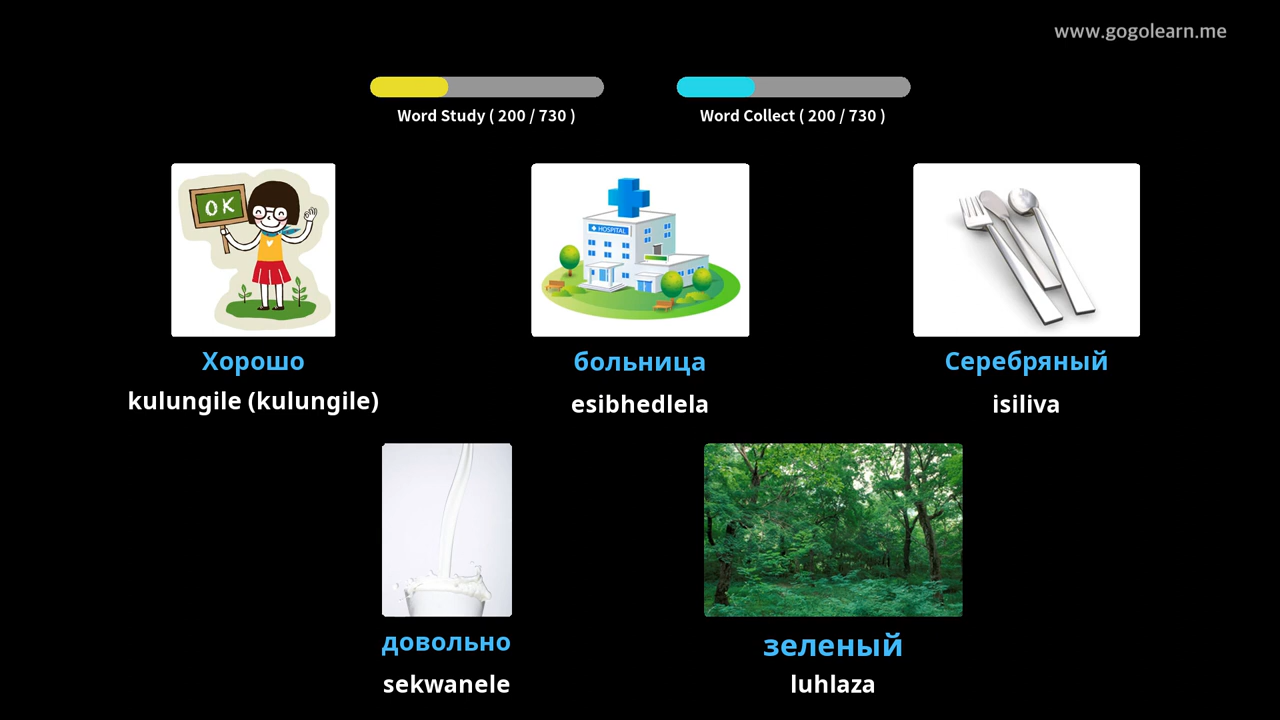 www.gogolearn.me
Word Study ( 200 / 730 )
Word Collect ( 200 / 730 )
OK
HOSPITAL
Хорошо
больница
Серебряный
kulungile (kulungile)
esibhedlela
isiliva
довольно
зеленый
sekwanele
luhlaza